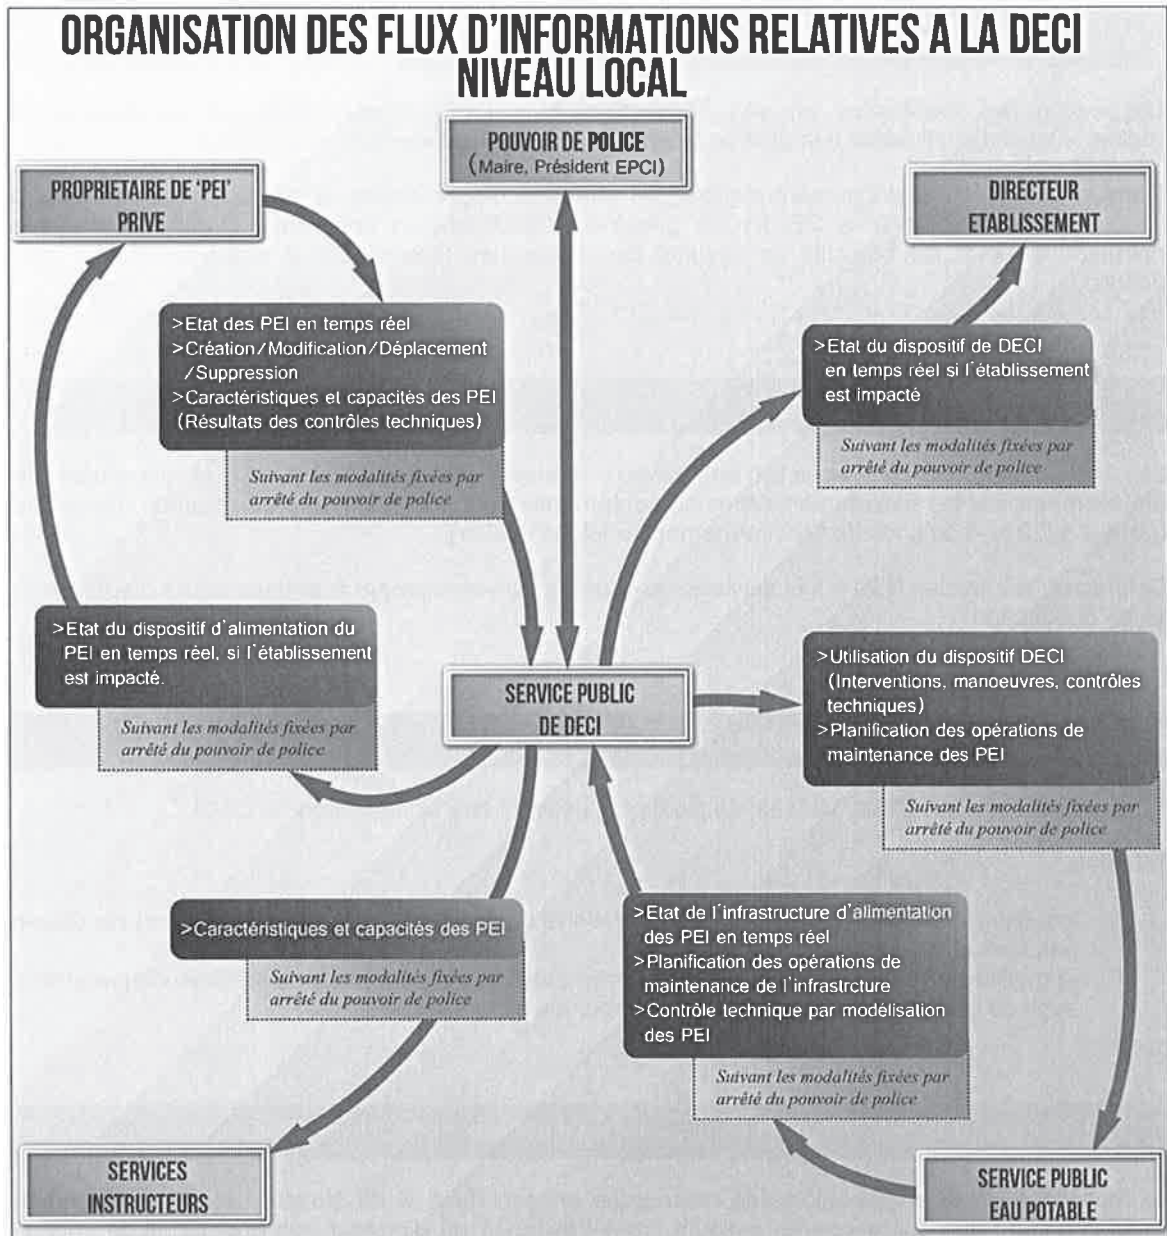 ORGANISATION DES FLUX D'INFORMATIONS RELATIVES A LA DECI
NIVEAU LOCAL
POUVOIR DE POLICE
(Maire, Président EPCI)
PROPRIETAIRE DE 'PEI'
PRIVE
DIRECTEUR
ETABLISSEMENT
>Etat des PEI en temps réel
>Création/Modification/Déplacement
/Suppression
>Caractéristiques et capacités des PEI
(Résultats des contrôles techniques)
Suivant les modalités fixées par
arrêté du pouvoir de police
>Etat du dispositif de DECI
en temps réel si l'établissement
est impacté
Suivant les modalités fixées par
arrêté du pouvoir de police
>Etat du dispositif d'alimentation du
PEI en temps réel, si l'établissement
est impacté.
Suivant les modalités fixées par
arrêté du pouvoir de police
SERVICE PUBLIC
DE DECI
>Utilisation du dispositif DECI
(Interventions, manoeuvres, contrôles
techniques)
>Planification des opérations de
maintenance des PEI
Suivant les modalités fixées par
arrêté du pouvoir de police
>Caractéristiques et capacités des PEI
Suivant les modalités fixées par
arrêté du pouvoir de police
>Etat de l'infrastructure d'alimentation
des PEI en temps réel
>Planification des opérations de
maintenance de l'infrastrcture
>Contrôle technique par modélisation
des PEI
Suivant les modalités fixées par
arrêté du pouvoir de police
SERVICES
INSTRUCTEURS
SERVICE PUBLIC
EAU POTABLE